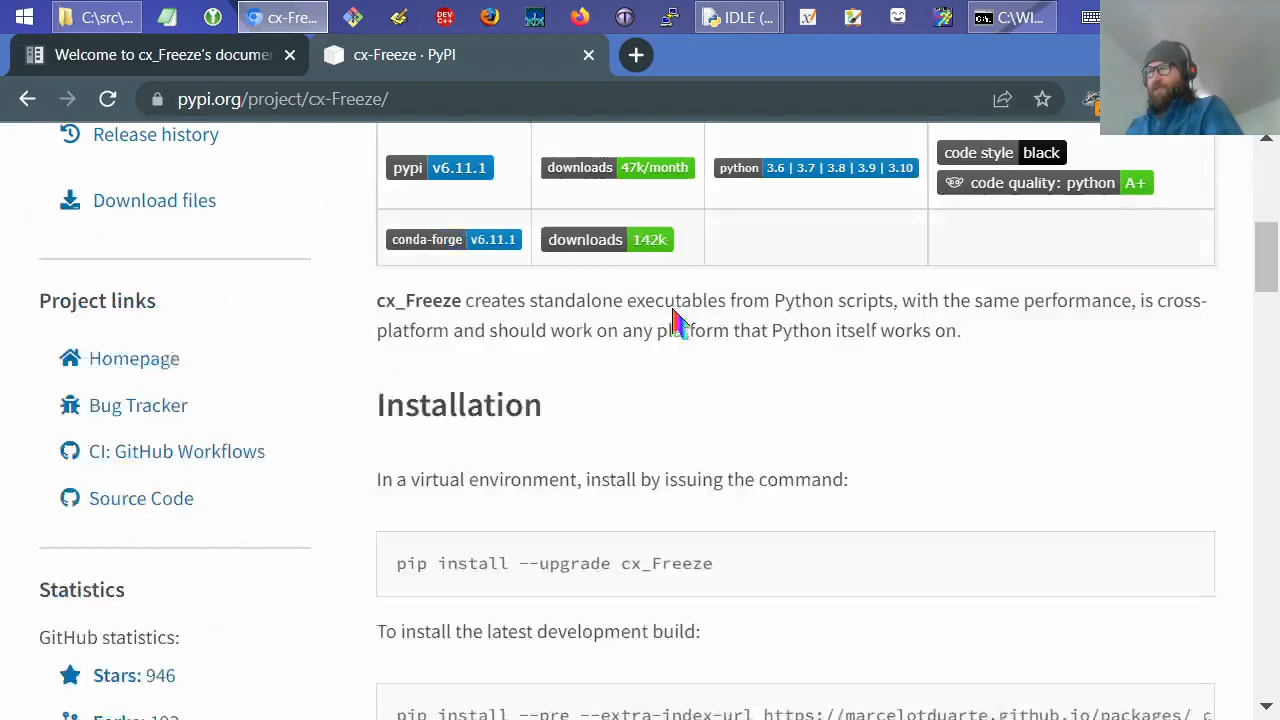 C:\src\...
cx-Fre...
DEV C++
IDLE (...
C:\WI...
Welcome to cx_Freeze's documen
cx-Freeze · PyPI
pypi.org/project/cx-Freeze/
Release history
Download files
Project links
Homepage
Bug Tracker
CI: GitHub Workflows
Source Code
Statistics
GitHub statistics:
Stars: 946
pypi v6.11.1
downloads 47k/month
python 3.6 | 3.7 | 3.8 | 3.9 | 3.10
code style black
code quality: python A+
conda-forge v6.11.1
downloads 142k
cx_Freeze creates standalone executables from Python scripts, with the same performance, is cross-
platform and should work on any platform that Python itself works on.
Installation
In a virtual environment, install by issuing the command:
pip install --upgrade cx_Freeze
To install the latest development build:
pip install --pre --extra-index-url https://marcelotduarte.github.io/packages/ c